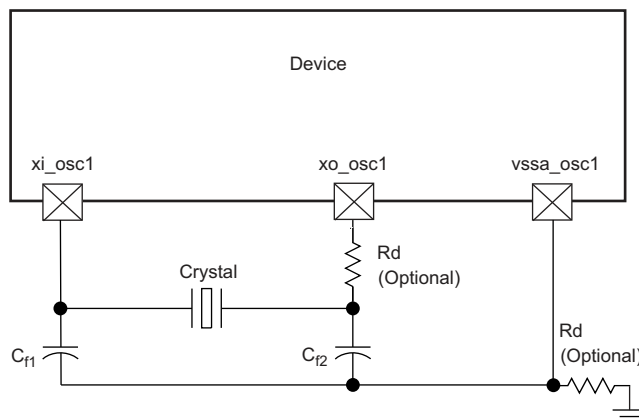 Device
xi_osc1
xo_osc1
vssa_osc1
Rd
(Optional)
Crystal
Cf1
Cf2
Rd
(Optional)